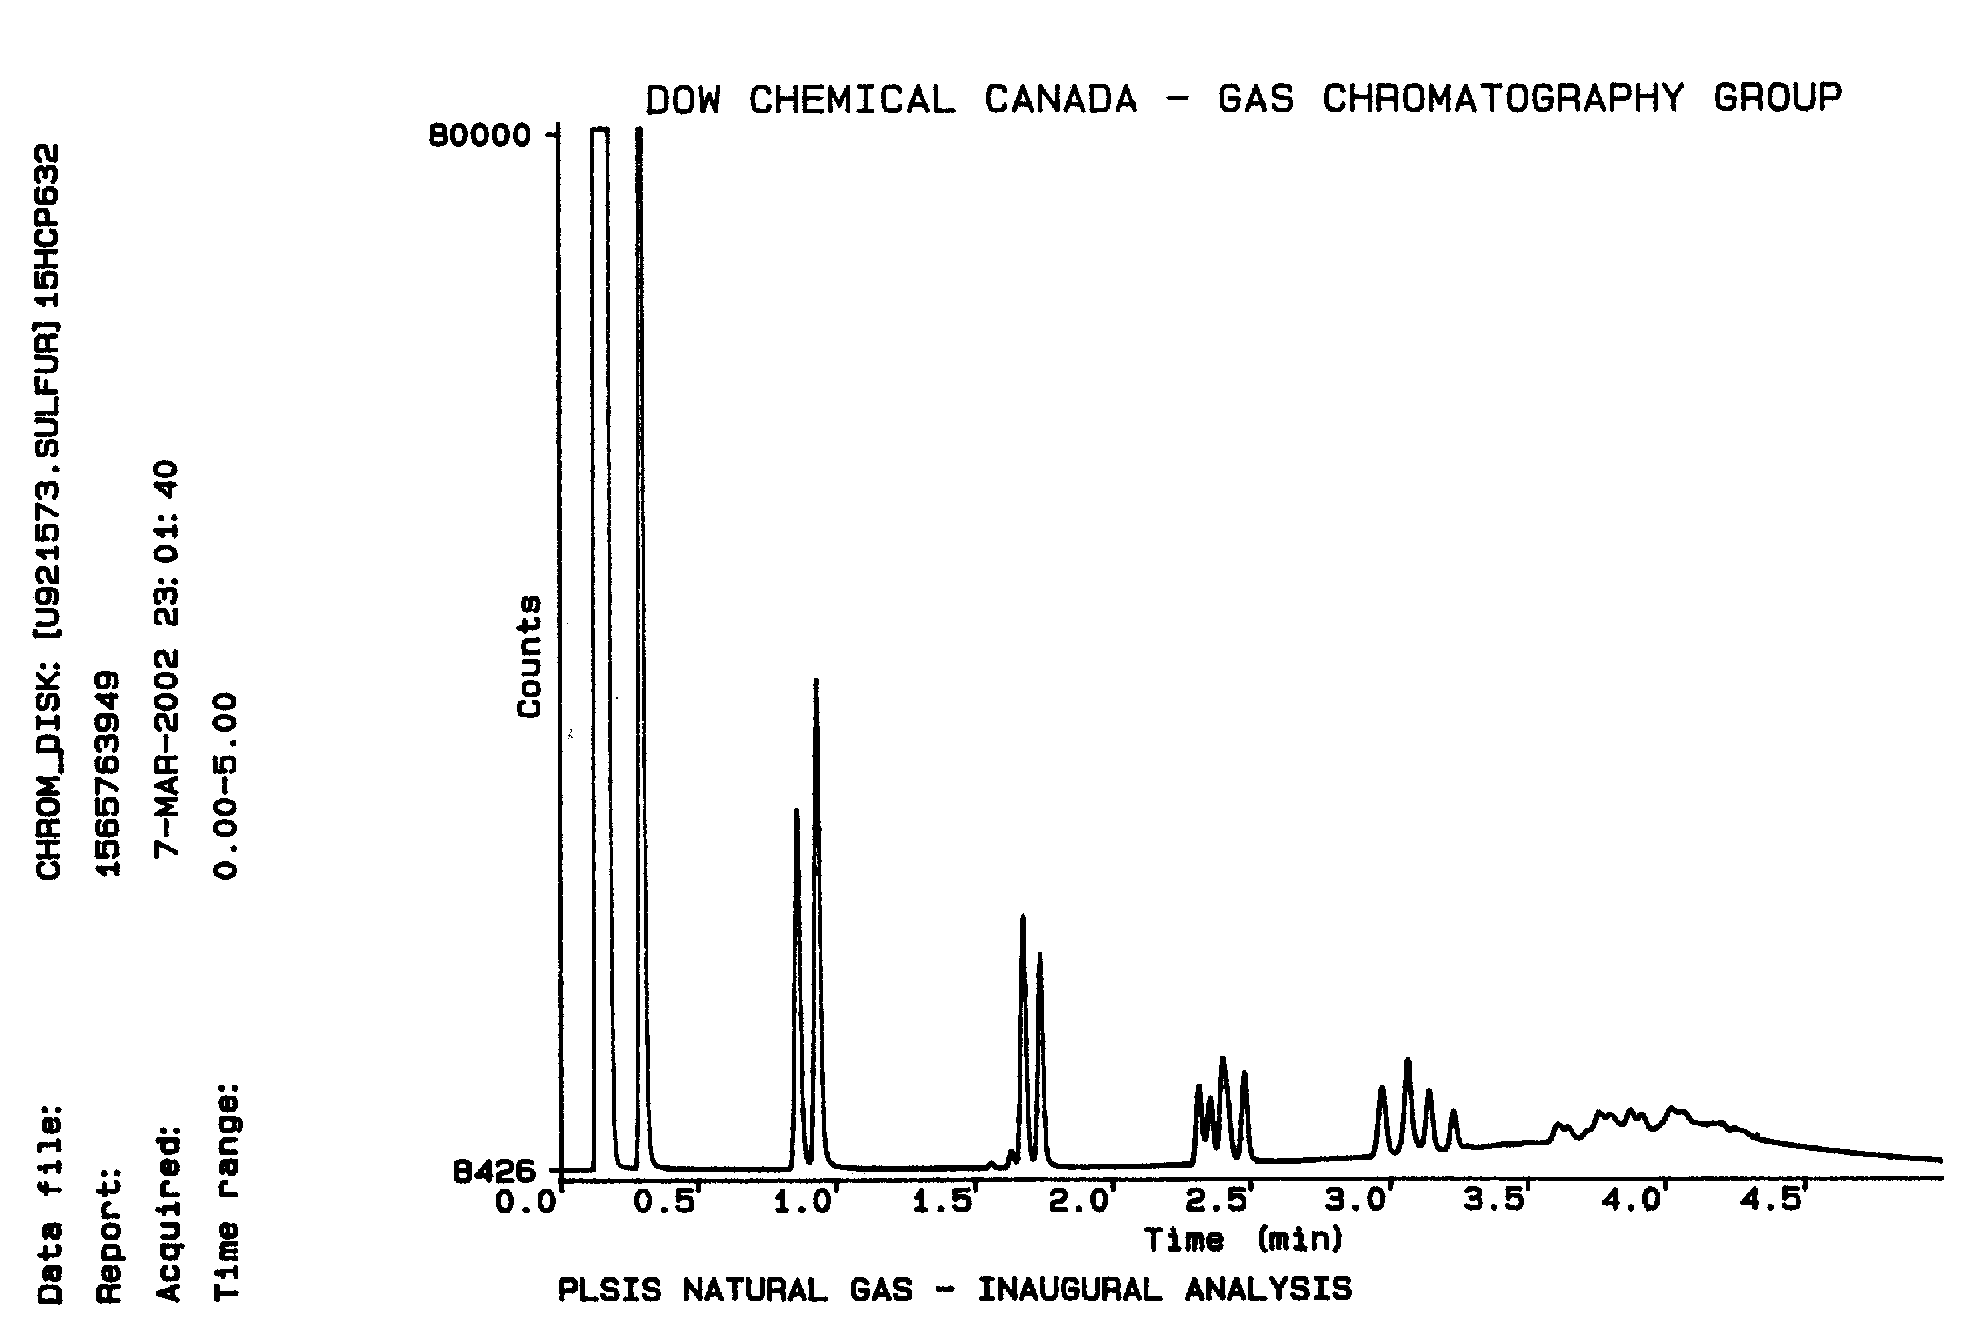 DOW CHEMICAL CANADA - GAS CHROMATOGRAPHY GROUP
Data file: CHROM_DISK: [U921573.SULFUR] 15HCP632
Report: 1565763949
Acquired: 7-MAR-2002 23: 01: 40
Time range: 0.00-5.00
80000
Counts
8426
0.0 0.5 1.0 1.5 2.0 2.5 3.0 3.5 4.0 4.5
Time (min)
PLSIS NATURAL GAS - INAUGURAL ANALYSIS